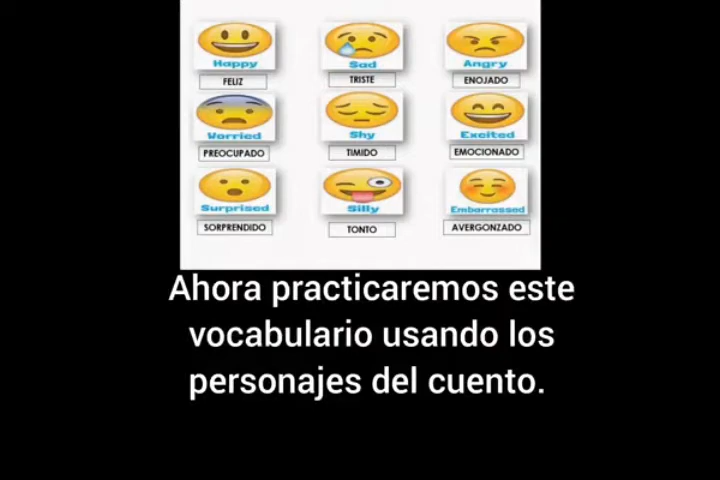 Happy Sad Angry
FELIZ TRISTE ENOJADO
Worried Shy Excited
PREOCUPADO TIMIDO EMOCIONADO
Surprised Silly Embarrassed
SORPRENDIDO TONTO AVERGONZADO
Ahora practicaremos este
vocabulario usando los
personajes del cuento.